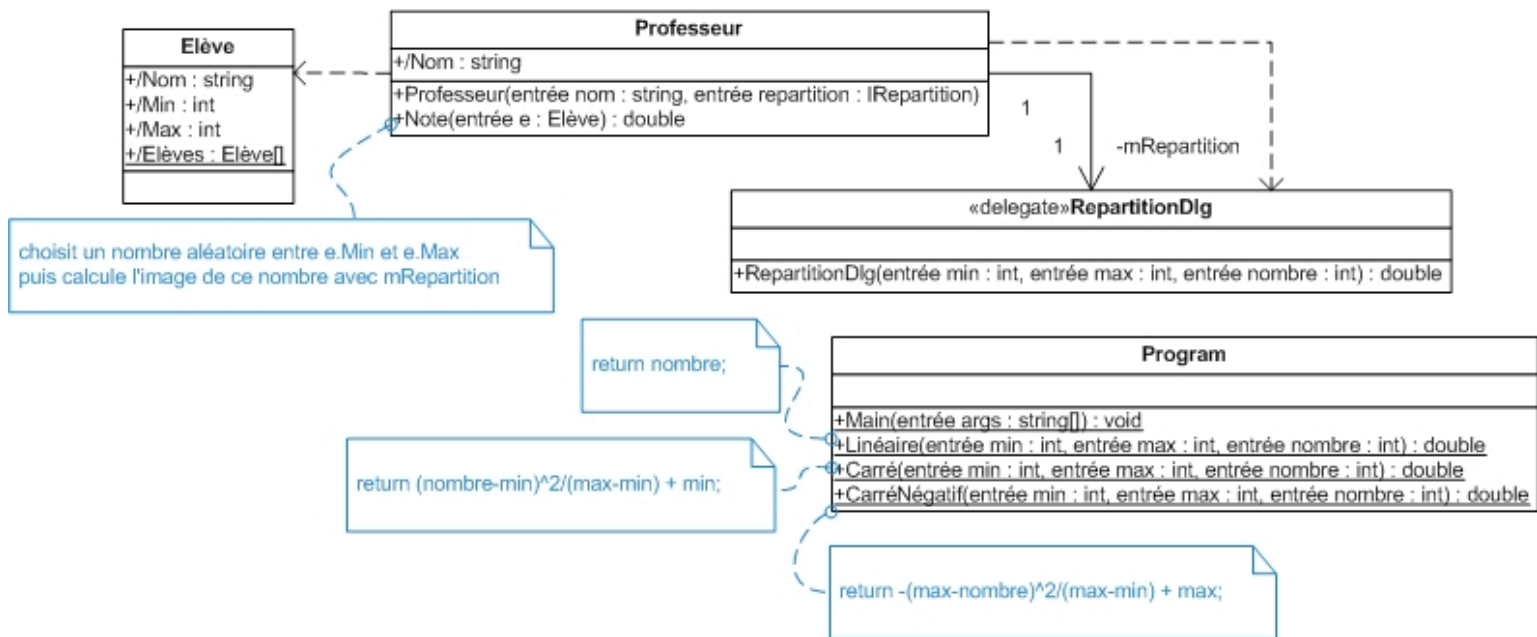 Elève
+/Nom : string
+/Min : int
+/Max : int
+/Elèves : Elève[]
Professeur
+/Nom : string
+Professeur(entrée nom : string, entrée repartition : IRepartition)
+Note(entrée e : Elève) : double
1
1
-mRepartition
choisit un nombre aléatoire entre e.Min et e.Max
puis calcule l'image de ce nombre avec mRepartition
«delegate»RepartitionDlg
+RepartitionDlg(entrée min : int, entrée max : int, entrée nombre : int) : double
return nombre;
return (nombre-min)^2/(max-min) + min;
Program
+Main(entrée args : string[]) : void
+Linéaire(entrée min : int, entrée max : int, entrée nombre : int) : double
+Carré(entrée min : int, entrée max : int, entrée nombre : int) : double
+CarréNégatif(entrée min : int, entrée max : int, entrée nombre : int) : double
return -(max-nombre)^2/(max-min) + max;